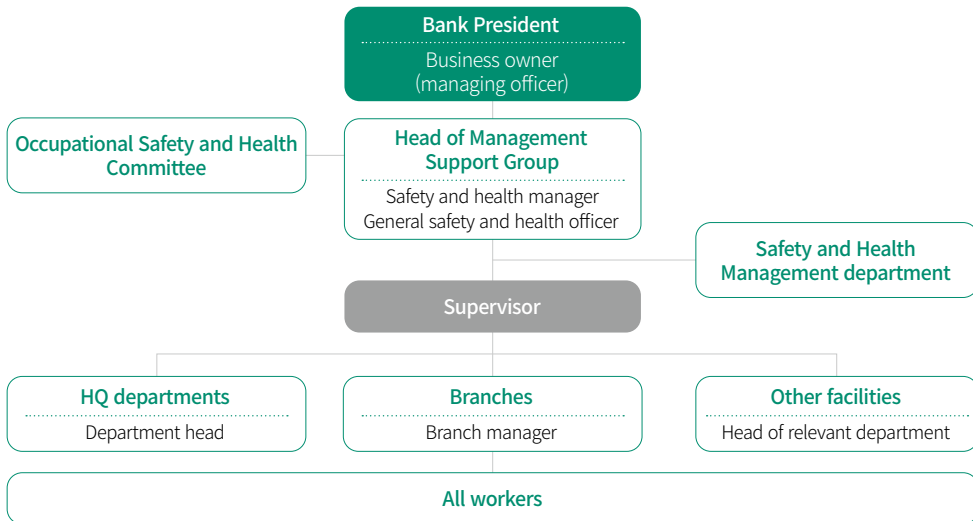 Bank President
Business owner
(managing officer)
Occupational Safety and Health
Committee
Head of Management
Support Group
Safety and health manager
General safety and health officer
Safety and Health
Management department
Supervisor
HQ departments
Department head
Branches
Branch manager
Other facilities
Head of relevant department
All workers